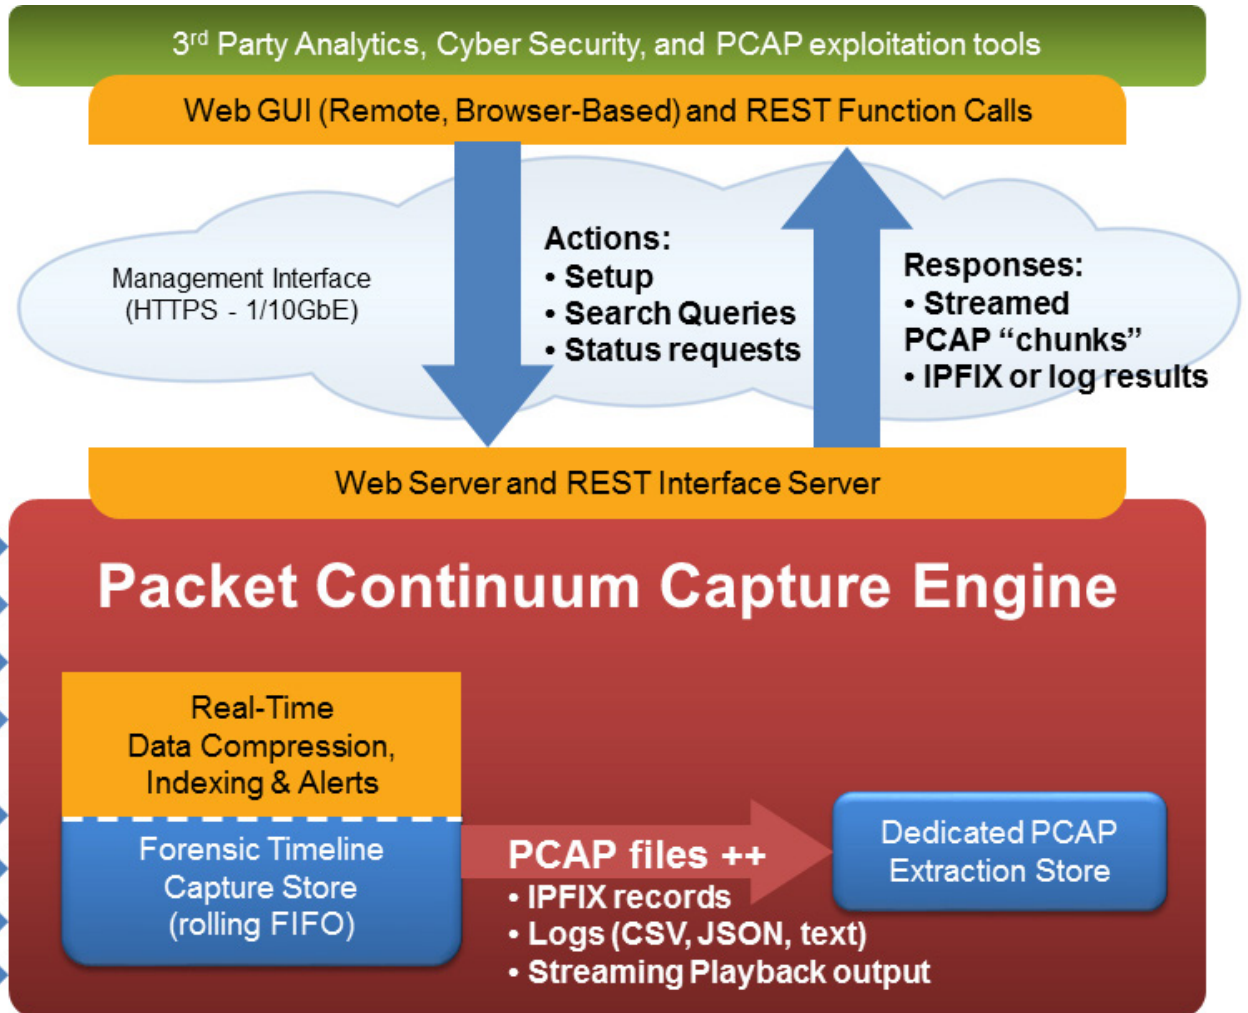 3rd Party Analytics, Cyber Security, and PCAP exploitation tools
Web GUI (Remote, Browser-Based) and REST Function Calls
Management Interface
(HTTPS - 1/10GbE)
Actions:
• Setup
• Search Queries
• Status requests
Responses:
• Streamed
PCAP “chunks”
• IPFIX or log results
Web Server and REST Interface Server
Packet Continuum Capture Engine
Real-Time
Data Compression,
Indexing & Alerts
Forensic Timeline
Capture Store
(rolling FIFO)
PCAP files ++
• IPFIX records
• Logs (CSV, JSON, text)
• Streaming Playback output
Dedicated PCAP
Extraction Store